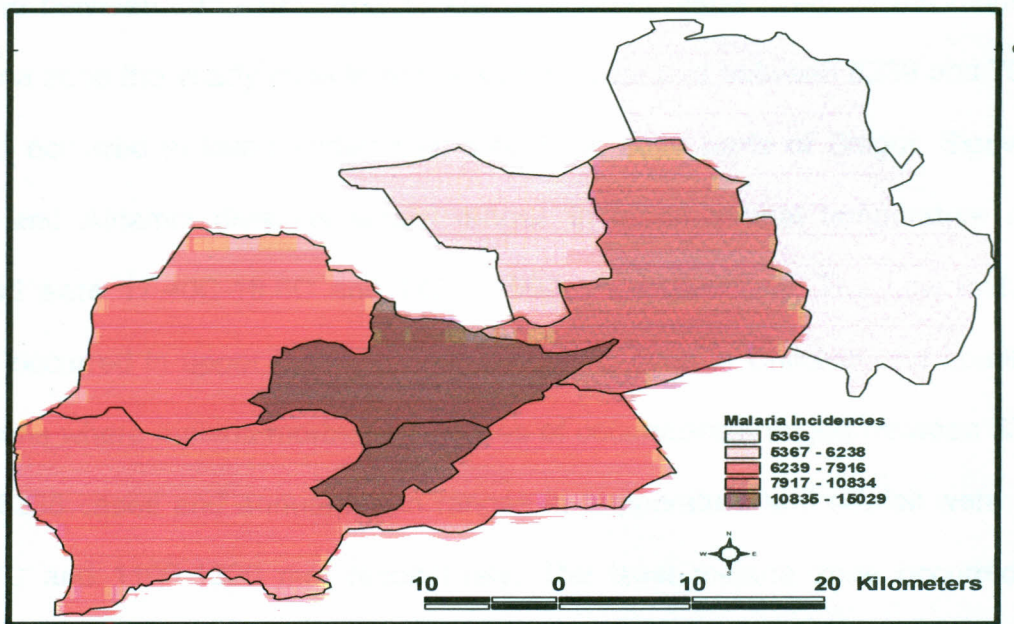 Malaria Incidences
5366
5367 - 6238
6239 - 7916
7917 - 10834
10835 - 15029
N
W E
S
10 0 10 20 Kilometers